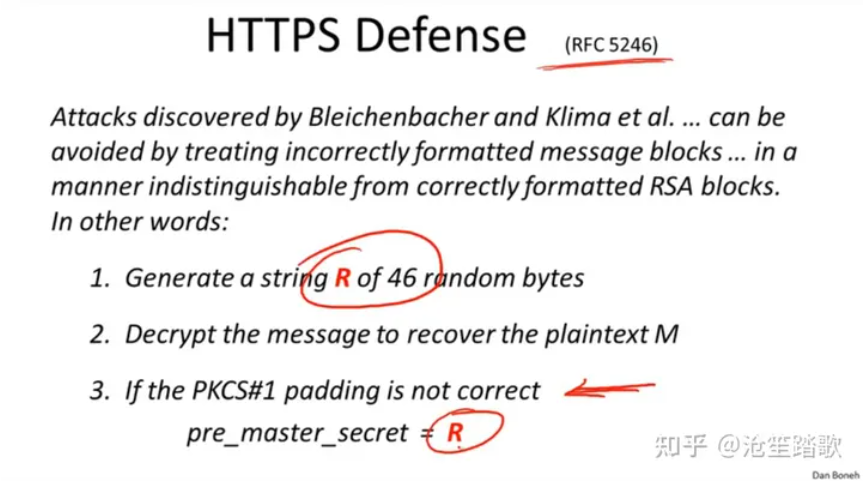 HTTPS Defense (RFC 5246)
Attacks discovered by Bleichenbacher and Klima et al. … can be
avoided by treating incorrectly formatted message blocks … in a
manner indistinguishable from correctly formatted RSA blocks.
In other words:
1. Generate a string R of 46 random bytes
2. Decrypt the message to recover the plaintext M
3. If the PKCS#1 padding is not correct
pre_master_secret = R
知乎 @沧笙踏歌
Dan Boneh